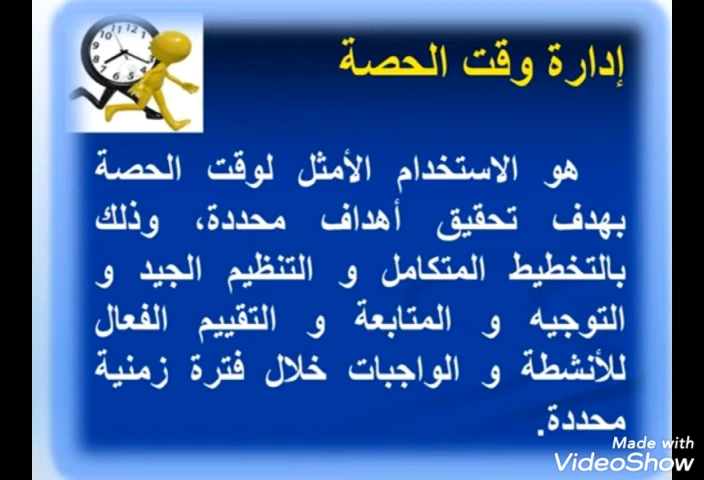 إدارة وقت الحصة
هو الاستخدام الأمثل لوقت الحصة
بهدف تحقيق أهداف محددة، وذلك
بالتخطيط المتكامل و التنظيم الجيد و
التوجيه و المتابعة و التقييم الفعال
للأنشطة و الواجبات خلال فترة زمنية
محددة.
Made with
VideoShow